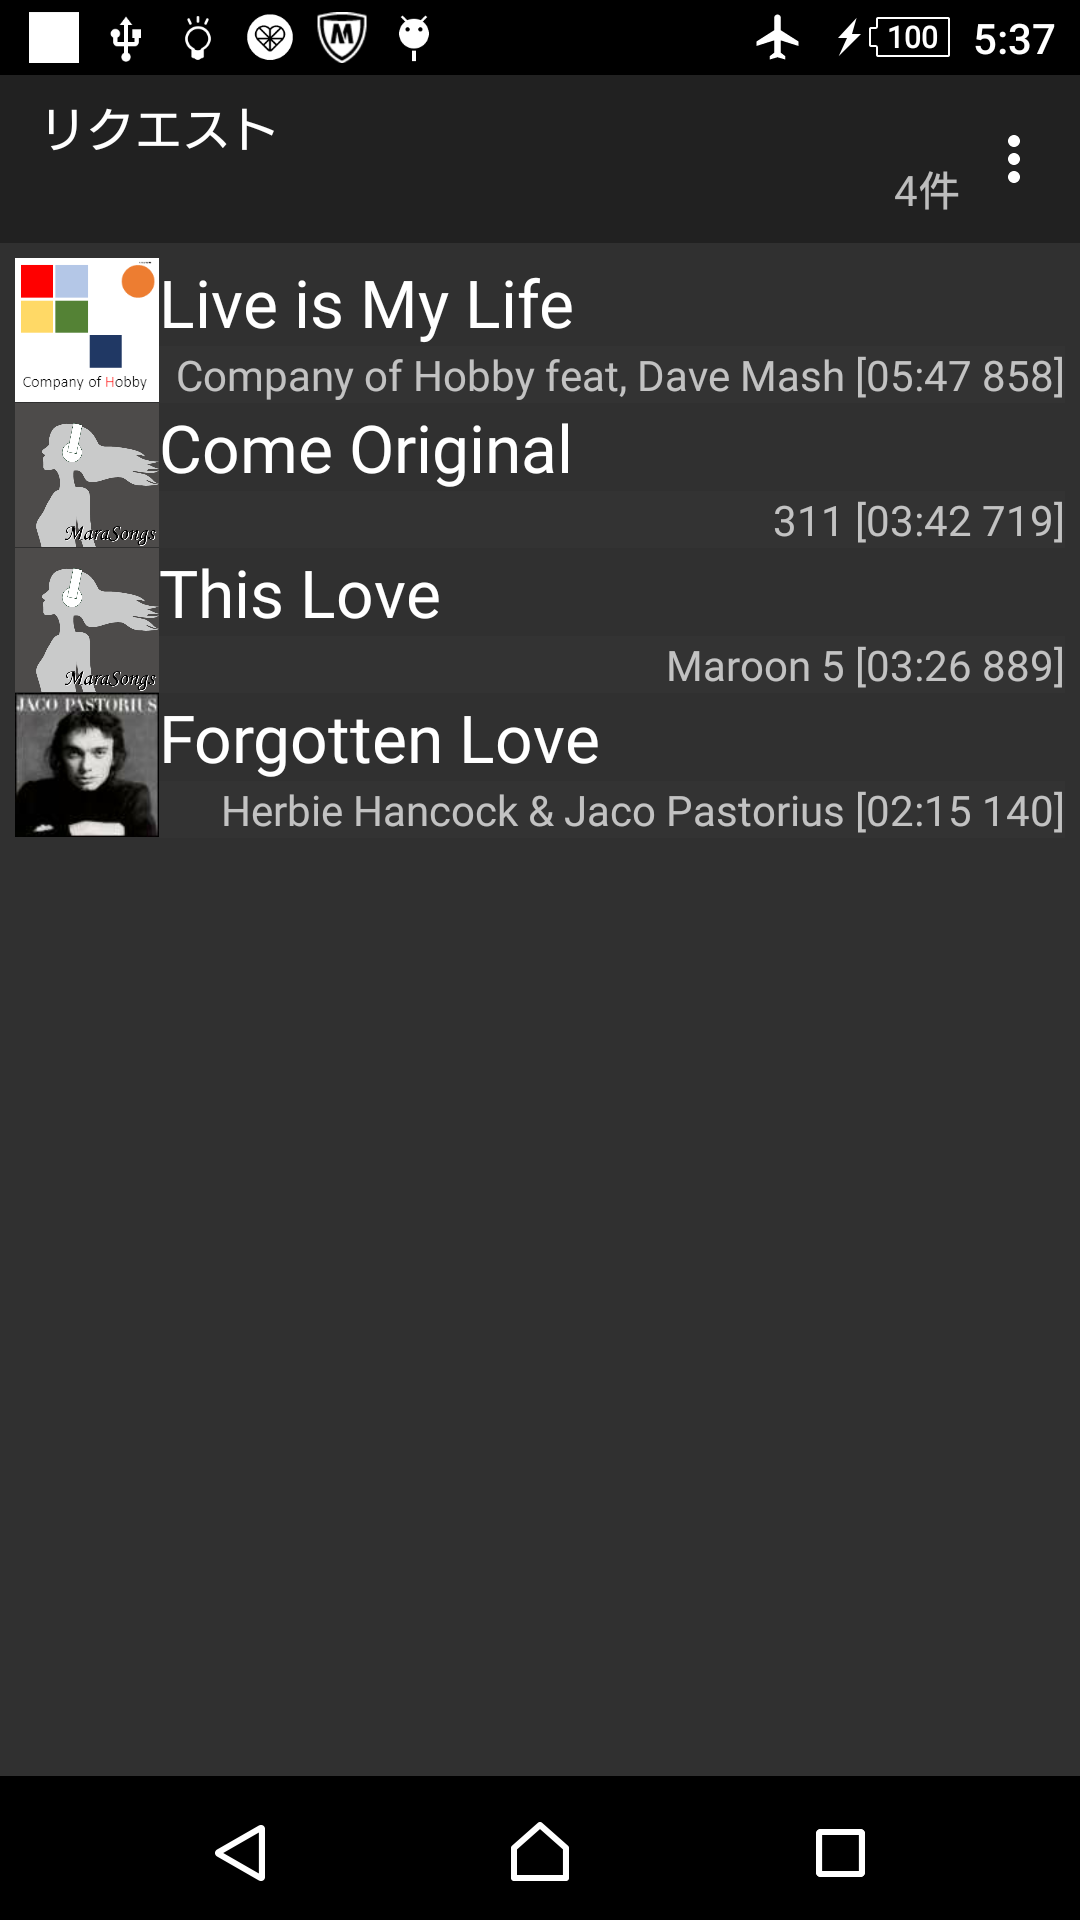 100 5:37
リクエスト
4件
Live is My Life
Company of Hobby
Company of Hobby feat, Dave Mash [05:47 858]
Come Original
MaraSongs
311 [03:42 719]
This Love
MaraSongs
Maroon 5 [03:26 889]
JACO PASTORIUS
Forgotten Love
Herbie Hancock & Jaco Pastorius [02:15 140]